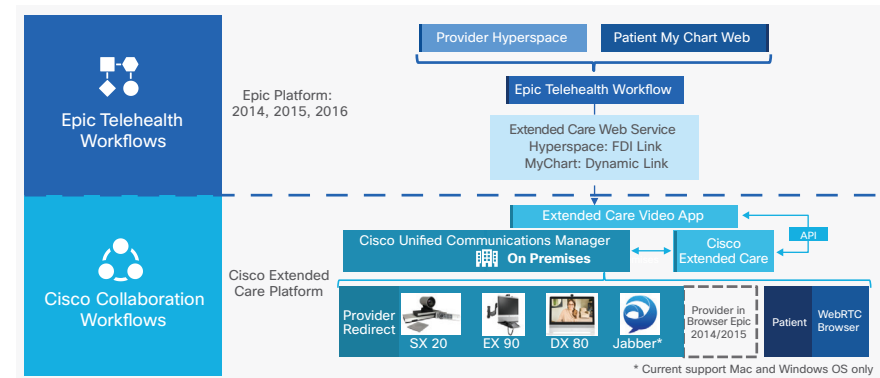 Epic Telehealth
Workflows
Epic Platform:
2014, 2015, 2016
Provider Hyperspace
Patient My Chart Web
Epic Telehealth Workflow
Extended Care Web Service
Hyperspace: FDI Link
MyChart: Dynamic Link
Cisco Collaboration
Workflows
Cisco Extended
Care Platform
Extended Care Video App
API
Cisco Unified Communications Manager
On Premises
Cisco
Extended Care
Provider
Redirect
SX 20
EX 90
DX 80
Jabber*
Provider in
Browser Epic
2014/2015
Patient
WebRTC
Browser
* Current support Mac and Windows OS only